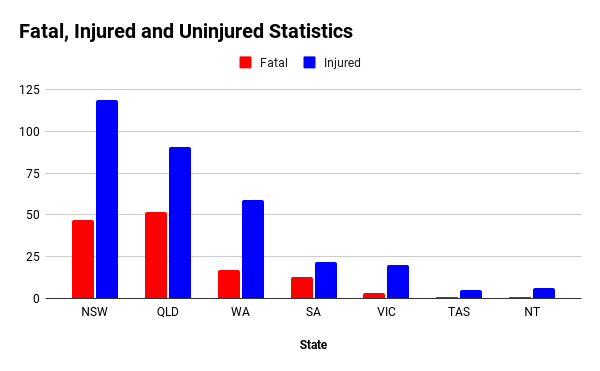 Fatal, Injured and Uninjured Statistics
Fatal Injured
125
100
75
50
25
0
NSW QLD WA SA VIC TAS NT
State